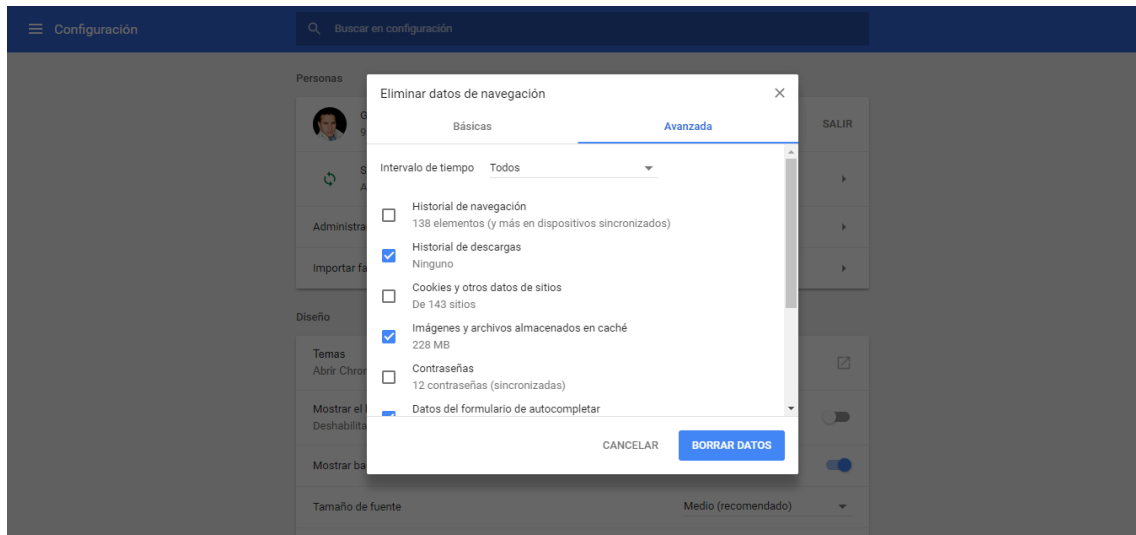 Configuración
Buscar en configuración
Personas
Eliminar datos de navegación
Básicas
Avanzada
SALIR
Intervalo de tiempo Todos
Historial de navegación
138 elementos (y más en dispositivos sincronizados)
Administra
Historial de descargas
Ninguno
Importar fa
Cookies y otros datos de sitios
De 143 sitios
Diseño
Imágenes y archivos almacenados en caché
228 MB
Temas
Abrir Chror
Contraseñas
12 contraseñas (sincronizadas)
Mostrar el
Deshabilita
Datos del formulario de autocompletar
CANCELAR
BORRAR DATOS
Mostrar ba
Tamaño de fuente
Medio (recomendado)